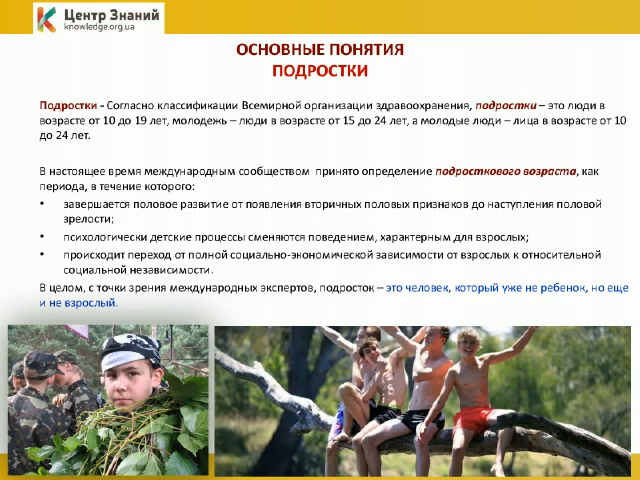 Центр Знаний
knowledge.org.ua
ОСНОВНЫЕ ПОНЯТИЯ
ПОДРОСТКИ
Подростки - Согласно классификации Всемирной организации здравоохранения, подростки – это люди в
возрасте от 10 до 19 лет, молодежь – люди в возрасте от 15 до 24 лет, а молодые люди – лица в возрасте от 10
до 24 лет.
В настоящее время международным сообществом принято определение подросткового возраста, как
периода, в течение которого:
• завершается половое развитие от появления вторичных половых признаков до наступления половой
зрелости;
• психологически детские процессы сменяются поведением, характерным для взрослых;
• происходит переход от полной социально-экономической зависимости от взрослых к относительной
социальной независимости.
В целом, с точки зрения международных экспертов, подросток – это человек, который уже не ребенок, но еще
и не взрослый.